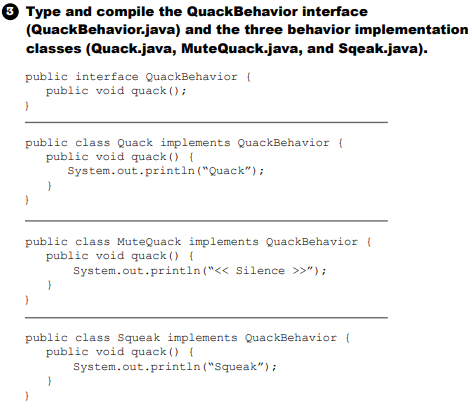 3 Type and compile the QuackBehavior interface
(QuackBehavior.java) and the three behavior implementation
classes (Quack.java, MuteQuack.java, and Sqeak.java).
public interface QuackBehavior {
public void quack();
}
public class Quack implements QuackBehavior {
public void quack() {
System.out.println(“Quack”);
}
}
public class MuteQuack implements QuackBehavior {
public void quack() {
System.out.println(“<< Silence >>”);
}
}
public class Squeak implements QuackBehavior {
public void quack() {
System.out.println(“Squeak”);
}
}